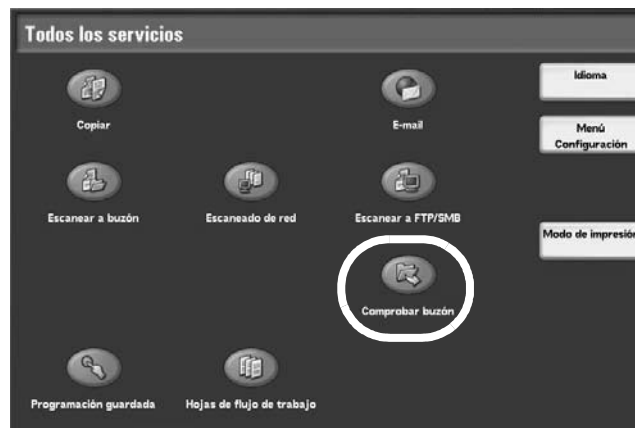 Todos los servicios
Copiar
E-mail
Idioma
Menú
Configuración
Escanear a buzón
Escaneado de red
Escanear a FTP/SMB
Modo de impresión
Comprobar buzón
Programación guardada
Hojas de flujo de trabajo